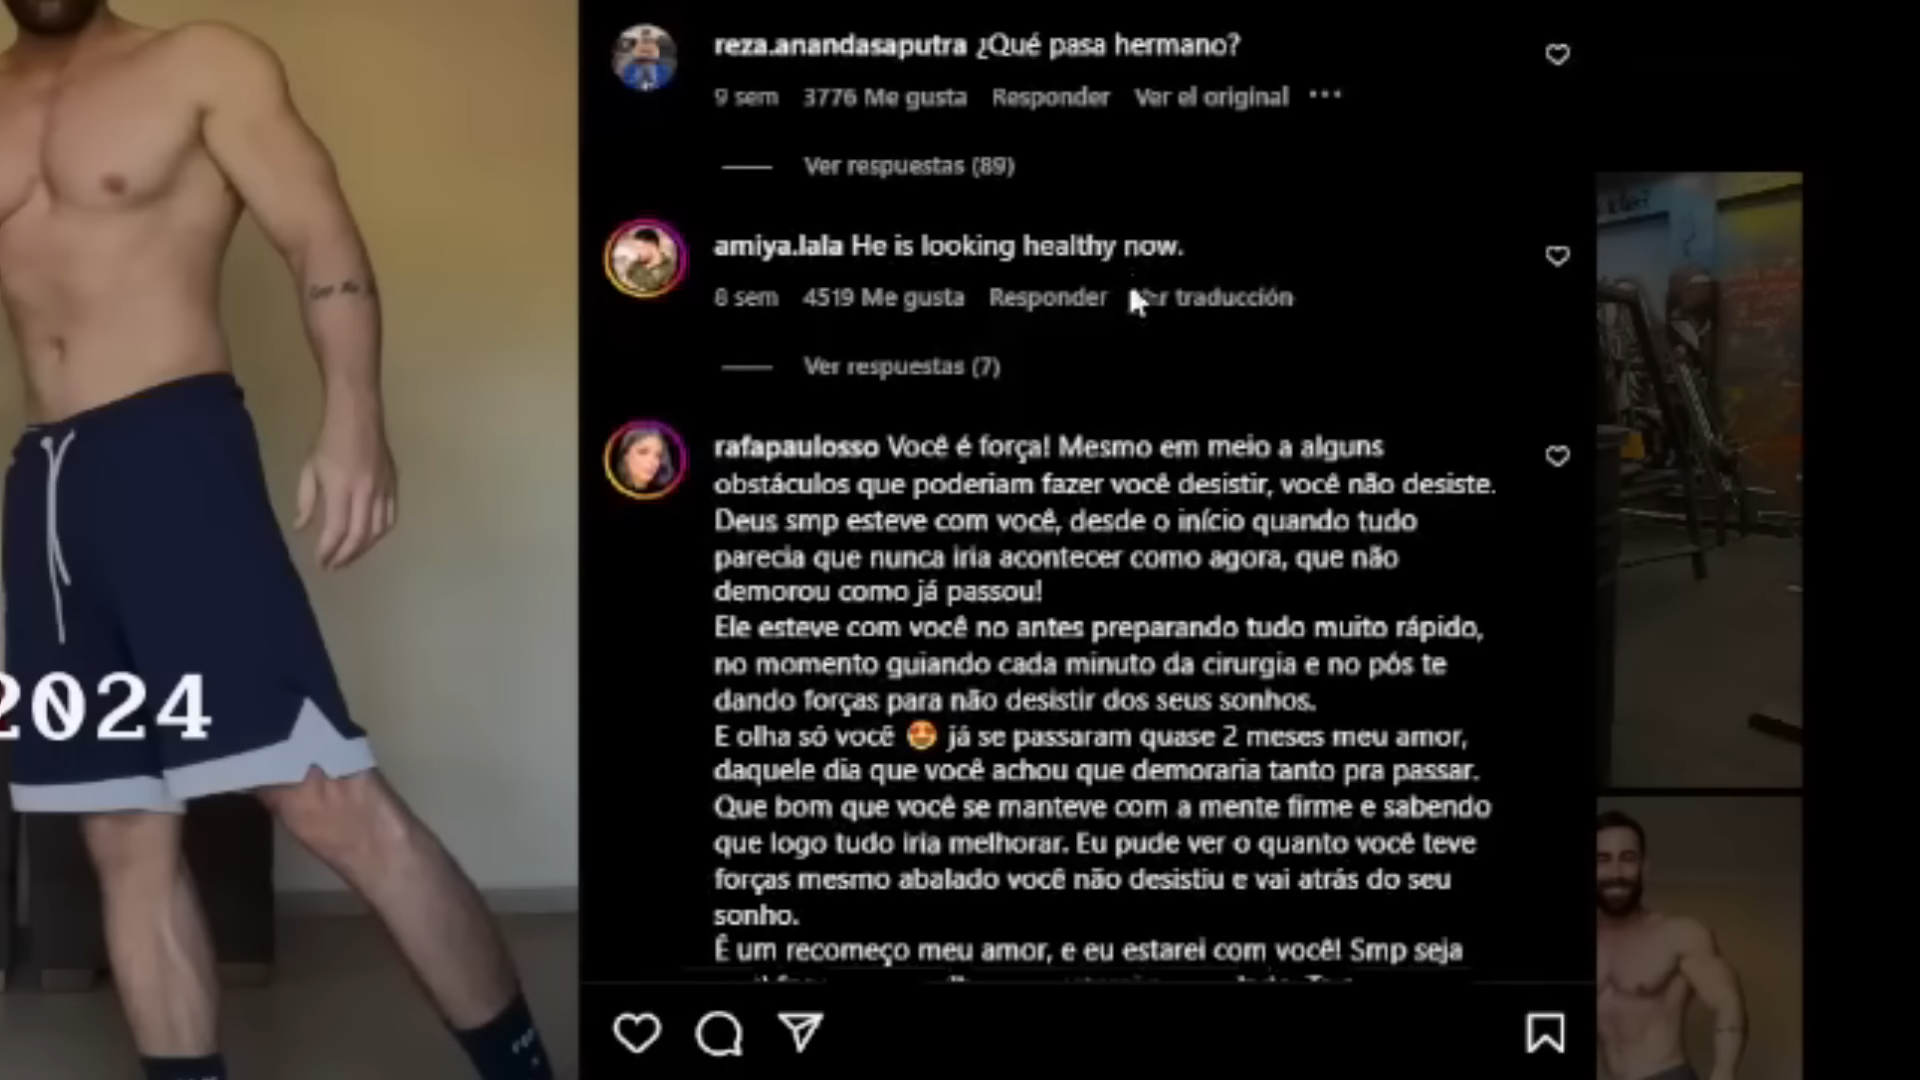 reza.anandasaputra ¿Qué pasa hermano?
9 sem 3776 Me gusta Responder Ver el original
Ver respuestas (89)
amiya.lala He is looking healthy now.
8 sem 4519 Me gusta Responder traducción
Ver respuestas (7)
rafapaulosso Você é força! Mesmo em meio a alguns
obstáculos que poderiam fazer você desistir, você não desiste.
Deus smp esteve com você, desde o início quando tudo
parecia que nunca iria acontecer como agora, que não
demorou como já passou!
Ele esteve com você no antes preparando tudo muito rápido,
no momento guiando cada minuto da cirurgia e no pós te
dando forças para não desistir dos seus sonhos.
E olha só você 🤩 já se passaram quase 2 meses meu amor,
daquele dia que você achou que demoraria tanto pra passar.
Que bom que você se manteve com a mente firme e sabendo
que logo tudo iria melhorar. Eu pude ver o quanto você teve
forças mesmo abalado você não desistiu e vai atrás do seu
sonho.
É um recomeço meu amor, e eu estarei com você! Smp seja
2024